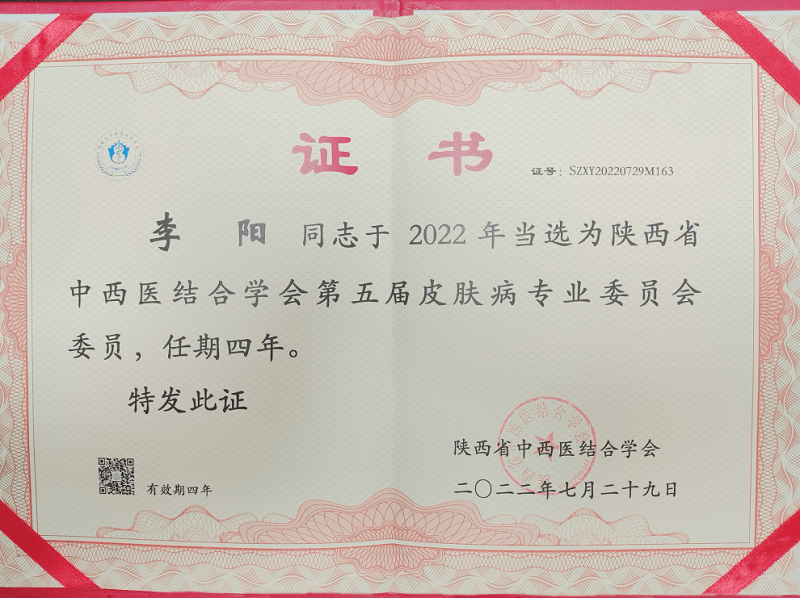 证书
证号：SZXY20220729M163
李阳 同志于 2022 年当选为陕西省
中西医结合学会第五届皮肤病专业委员会
委员，任期四年。
特发此证
陕西省中西医结合学会
有效期四年
二〇二二年七月二十九日